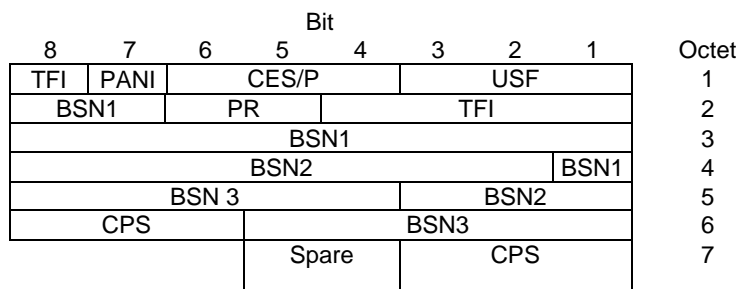 Bit
8 7 6 5 4 3 2 1 Octet
TFI PANI CES/P USF 1
BSN1 PR TFI 2
BSN1 3
BSN2 BSN1 4
BSN 3 BSN2 5
CPS BSN3 6
Spare CPS 7